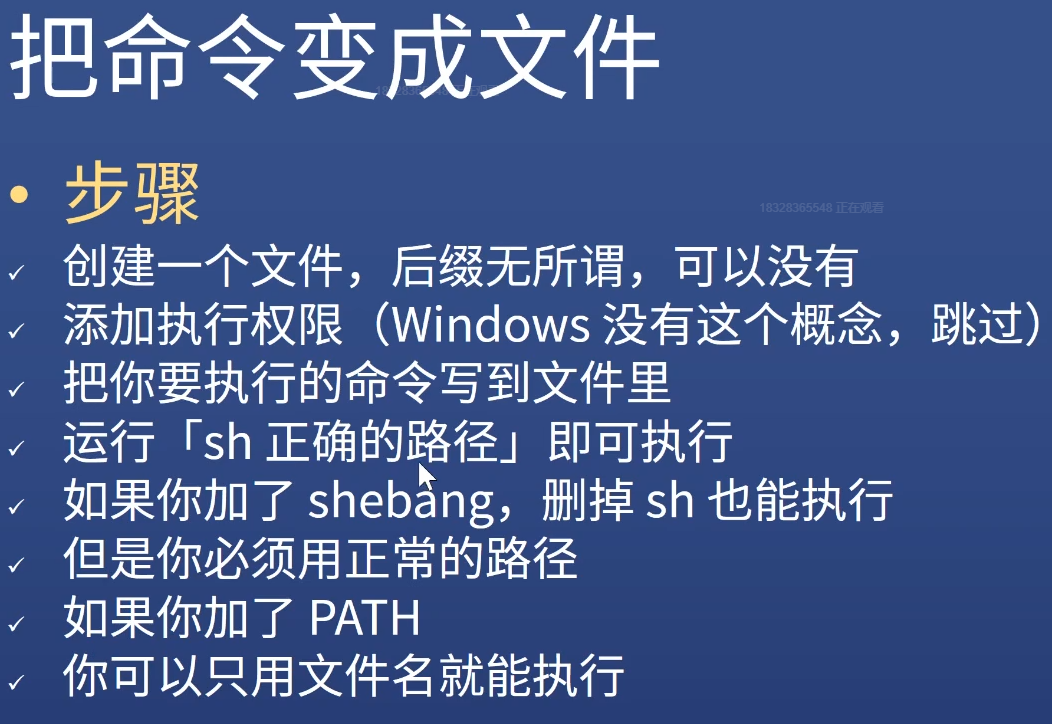 把命令变成文件
• 步骤
✓ 创建一个文件，后缀无所谓，可以没有
18328365548 正在观看
✓ 添加执行权限（Windows 没有这个概念，跳过）
✓ 把你要执行的命令写到文件里
✓ 运行「sh 正确的路径」即可执行
✓ 如果你加了 shebang，删掉 sh 也能执行
✓ 但是你必须用正常的路径
✓ 如果你加了 PATH
✓ 你可以只用文件名就能执行